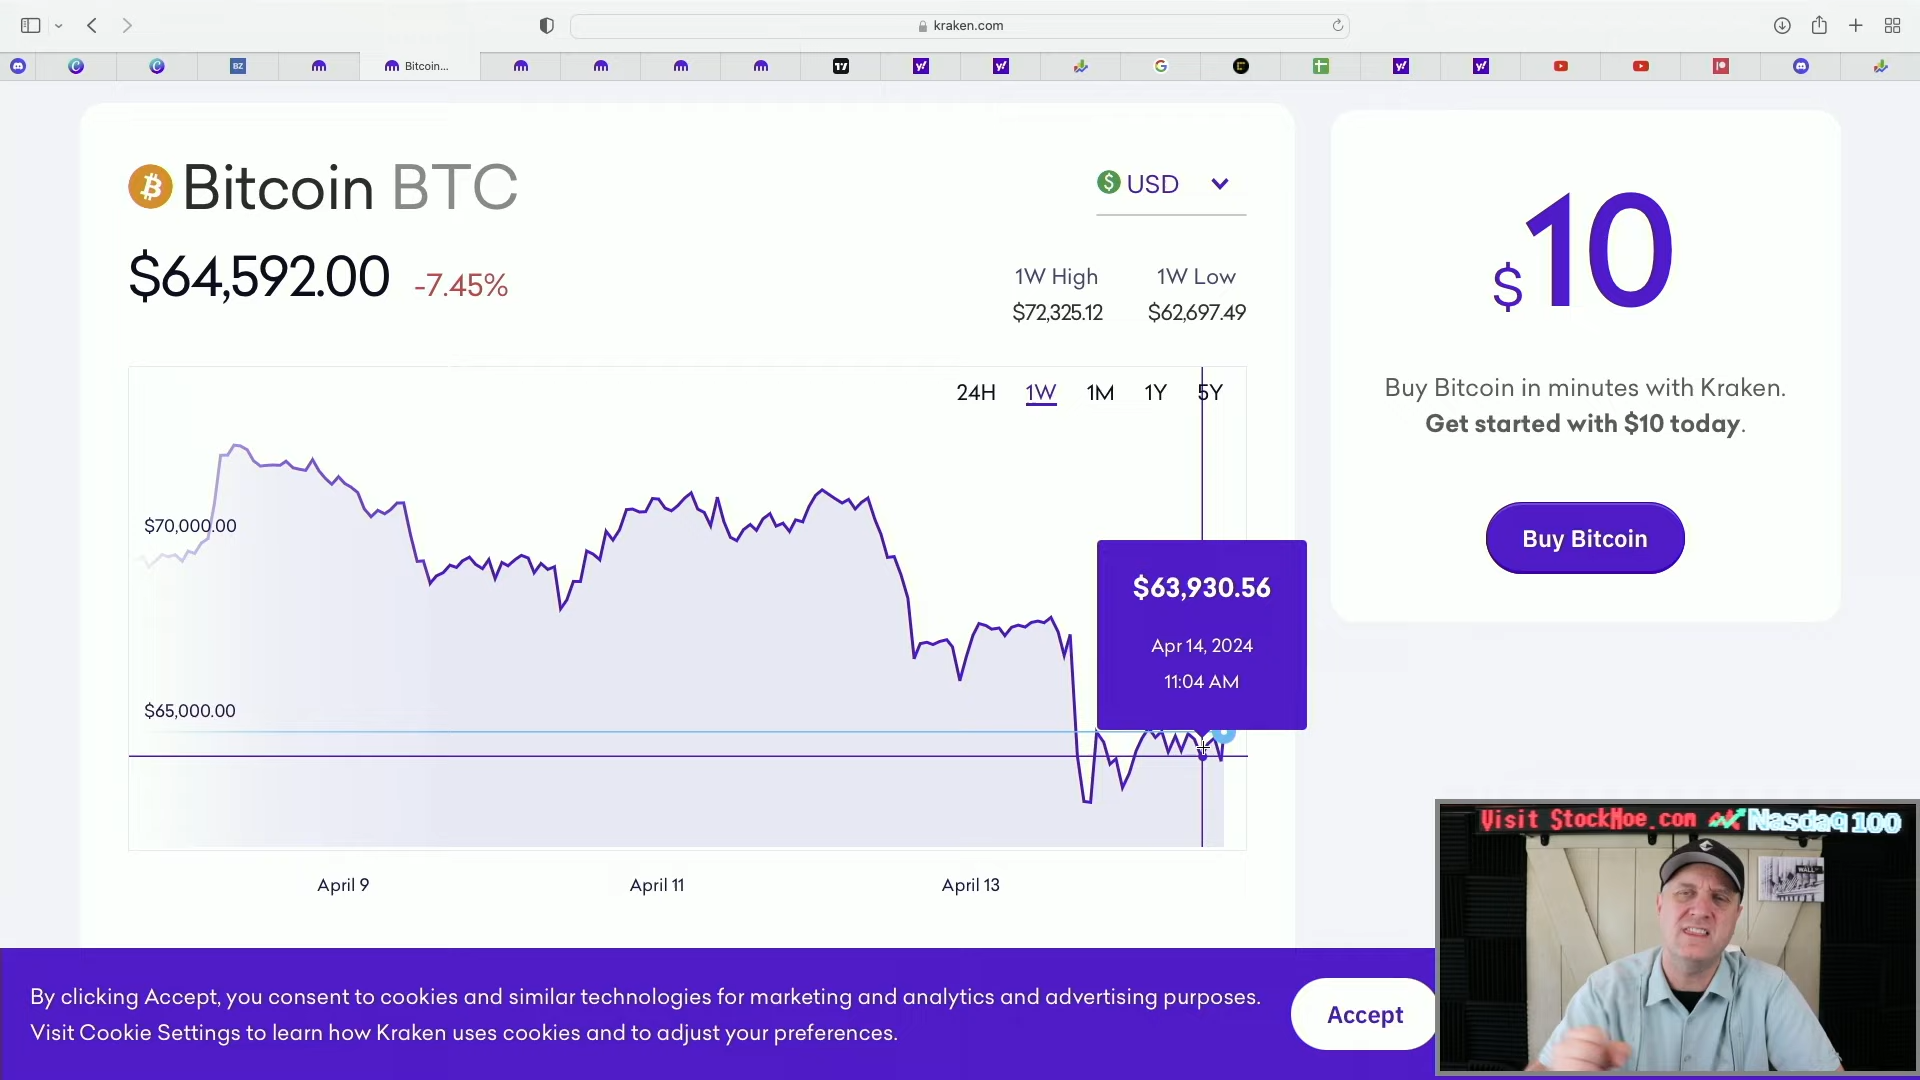 kraken.com
BZ
Bitcoin...
Bitcoin BTC
$ USD
$64,592.00 -7.45%
1W High 1W Low
$72,325.12 $62,697.49
24H 1W 1M 1Y 5Y
$70,000.00
$65,000.00
$63,930.56
Apr 14, 2024
11:04 AM
April 9 April 11 April 13
$10
Buy Bitcoin in minutes with Kraken.
Get started with $10 today.
Buy Bitcoin
By clicking Accept, you consent to cookies and similar technologies for marketing and analytics and advertising purposes.
Visit Cookie Settings to learn how Kraken uses cookies and to adjust your preferences.
Accept
Visit StockMoe.com Nasdaq 100
WALL